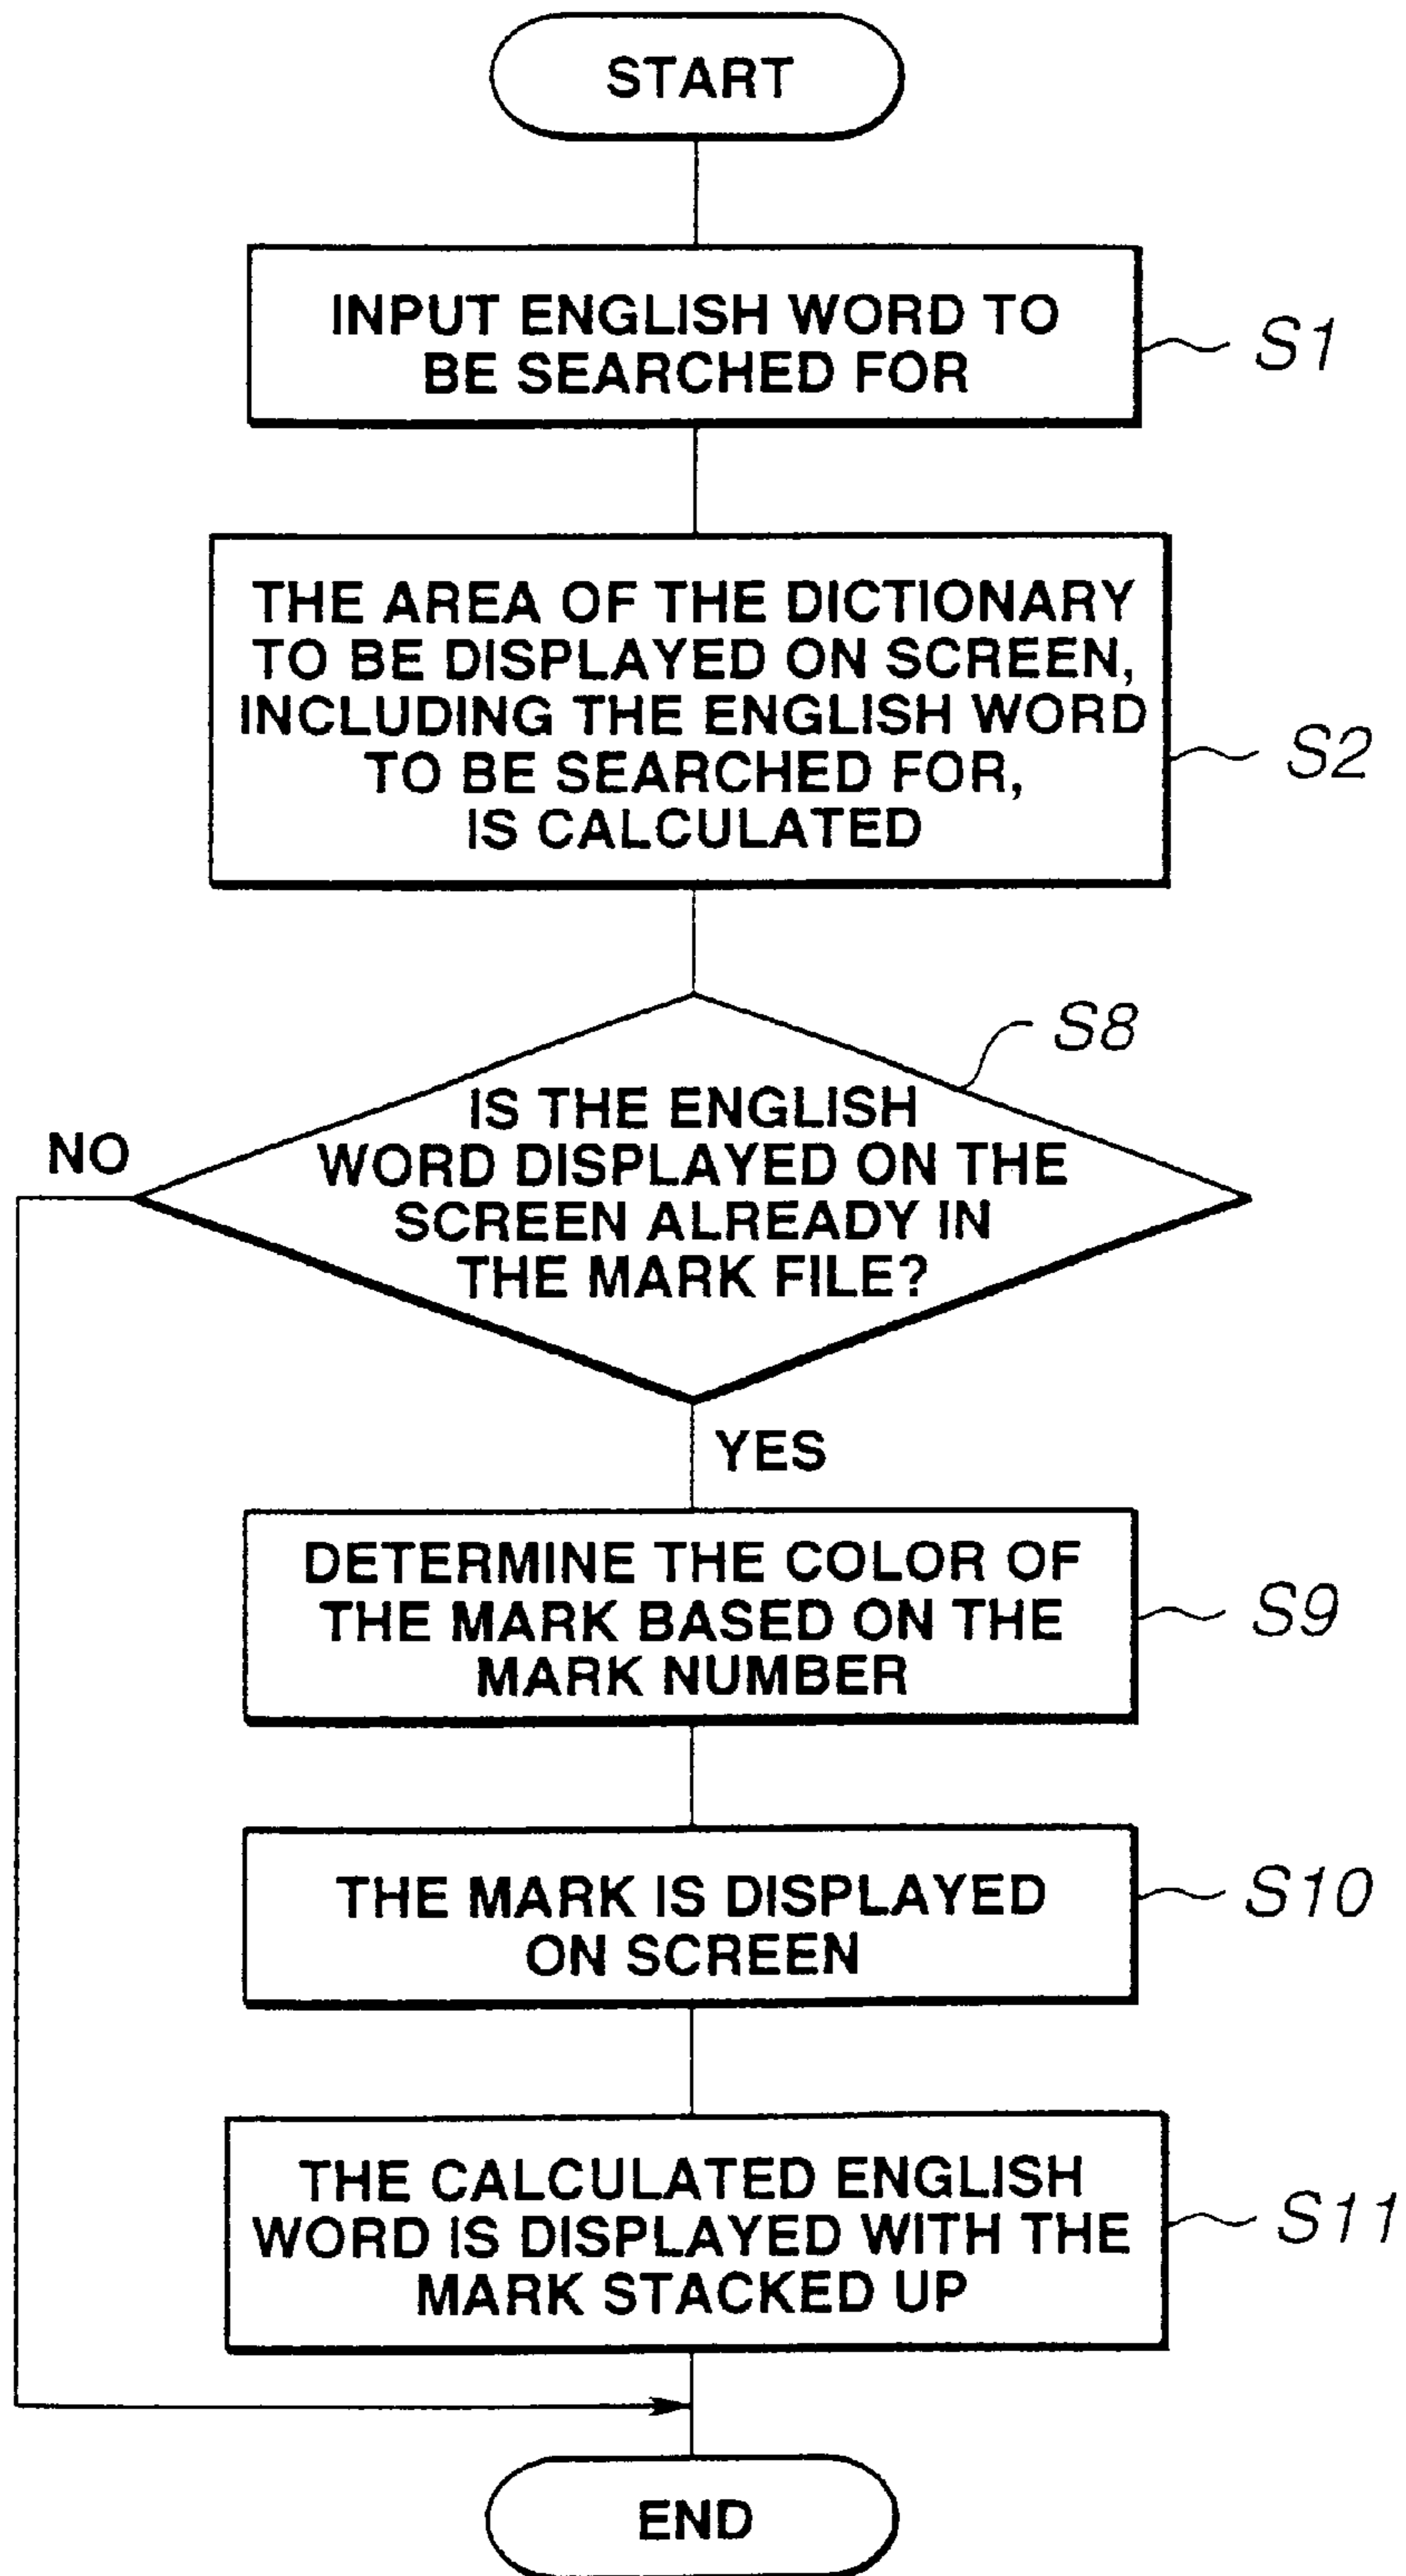 START
INPUT ENGLISH WORD TO
BE SEARCHED FOR
S1
THE AREA OF THE DICTIONARY
TO BE DISPLAYED ON SCREEN,
INCLUDING THE ENGLISH WORD
TO BE SEARCHED FOR,
IS CALCULATED
S2
S8
IS THE ENGLISH
WORD DISPLAYED ON THE
SCREEN ALREADY IN
THE MARK FILE?
NO
YES
DETERMINE THE COLOR OF
THE MARK BASED ON THE
MARK NUMBER
S9
THE MARK IS DISPLAYED
ON SCREEN
S10
THE CALCULATED ENGLISH
WORD IS DISPLAYED WITH THE
MARK STACKED UP
S11
END